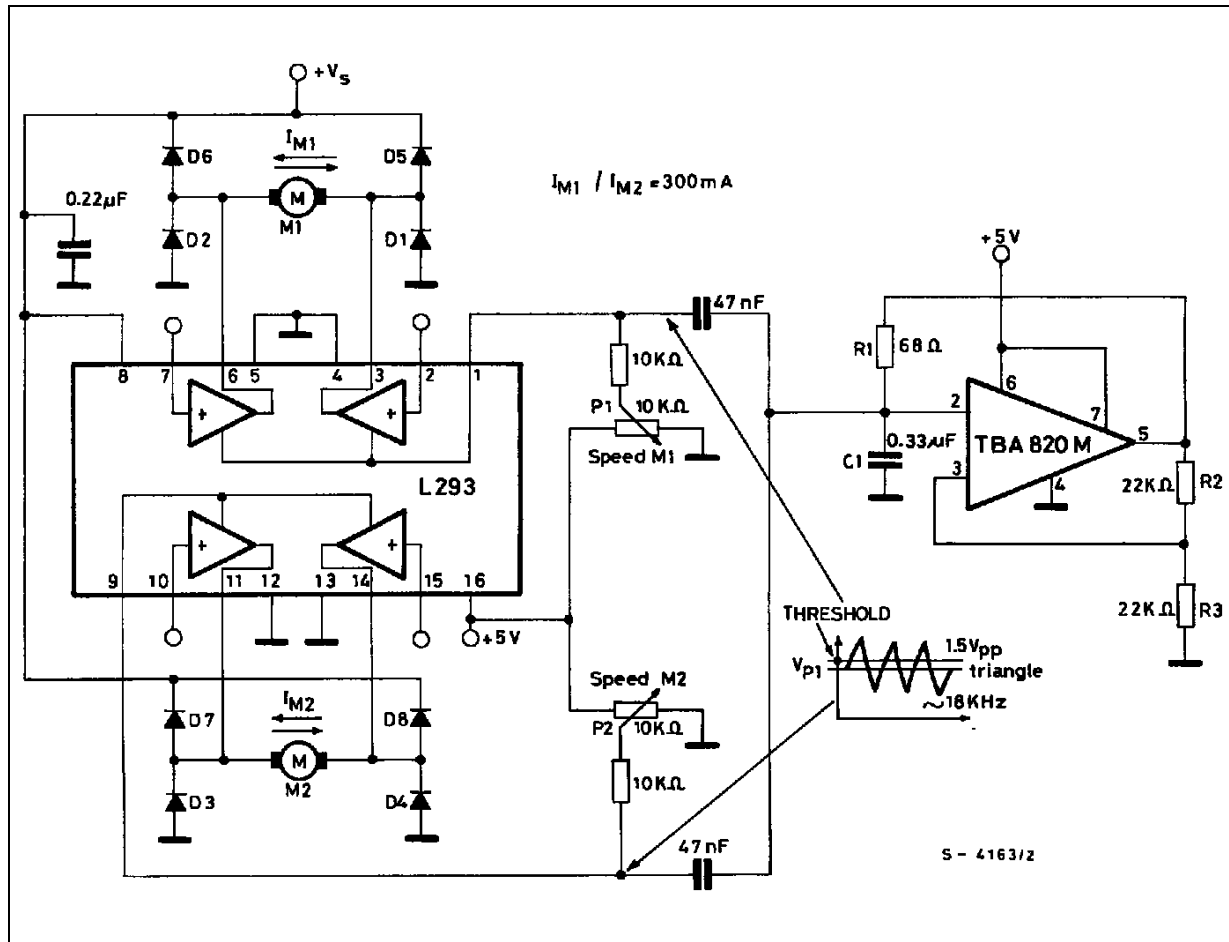 +Vs
IM1
D6
D5
0.22µF
M
M1
D2
D1
IM1 / IM2 = 300mA
+5V
47nF
R1
68Ω
10KΩ
8
7
6
5
4
3
2
1
+
+
P1
10KΩ
Speed M1
L293
2
6
7
5
TBA 820 M
3
4
0.33µF
C1
22KΩ
R2
+
+
9
10
11
12
13
14
15
16
+5V
THRESHOLD
VP1
1.5Vpp
triangle
~18KHz
22KΩ
R3
Speed M2
P2
10KΩ
IM2
D7
D8
M
M2
D3
D4
10KΩ
47nF
S - 4163/2